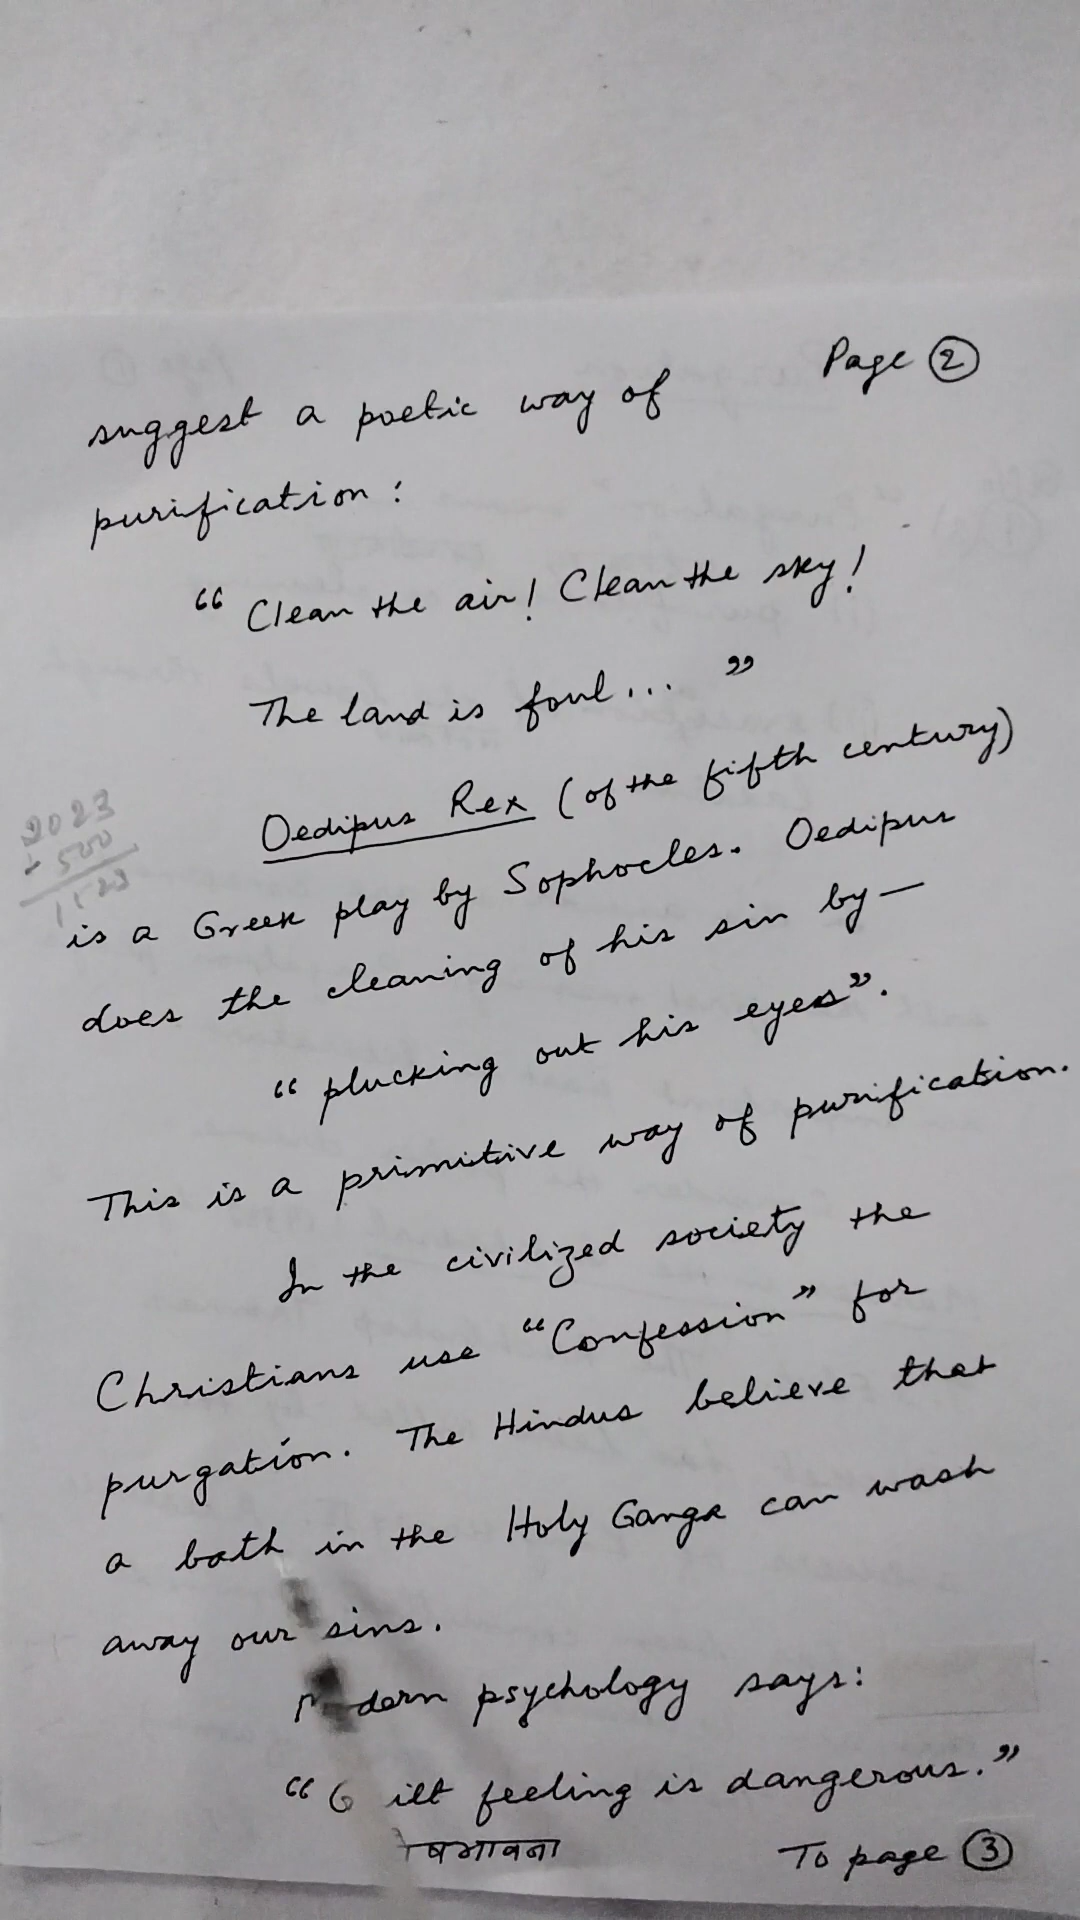 Page ②
suggest a poetic way of
purification:
“Clean the air! Clean the sky!
The land is foul...”
Oedipus Rex (of the fifth century)
2023
- 500
1523
is a Greek play by Sophocles. Oedipus
does the cleaning of his sin by—
“plucking out his eyes”.
This is a primitive way of purification.
In the civilized society the
Christians use “Confession” for
purgation. The Hindus believe that
a bath in the Holy Ganga can wash
away our sins.
psychology says:
feeling is dangerous.”
To page ③